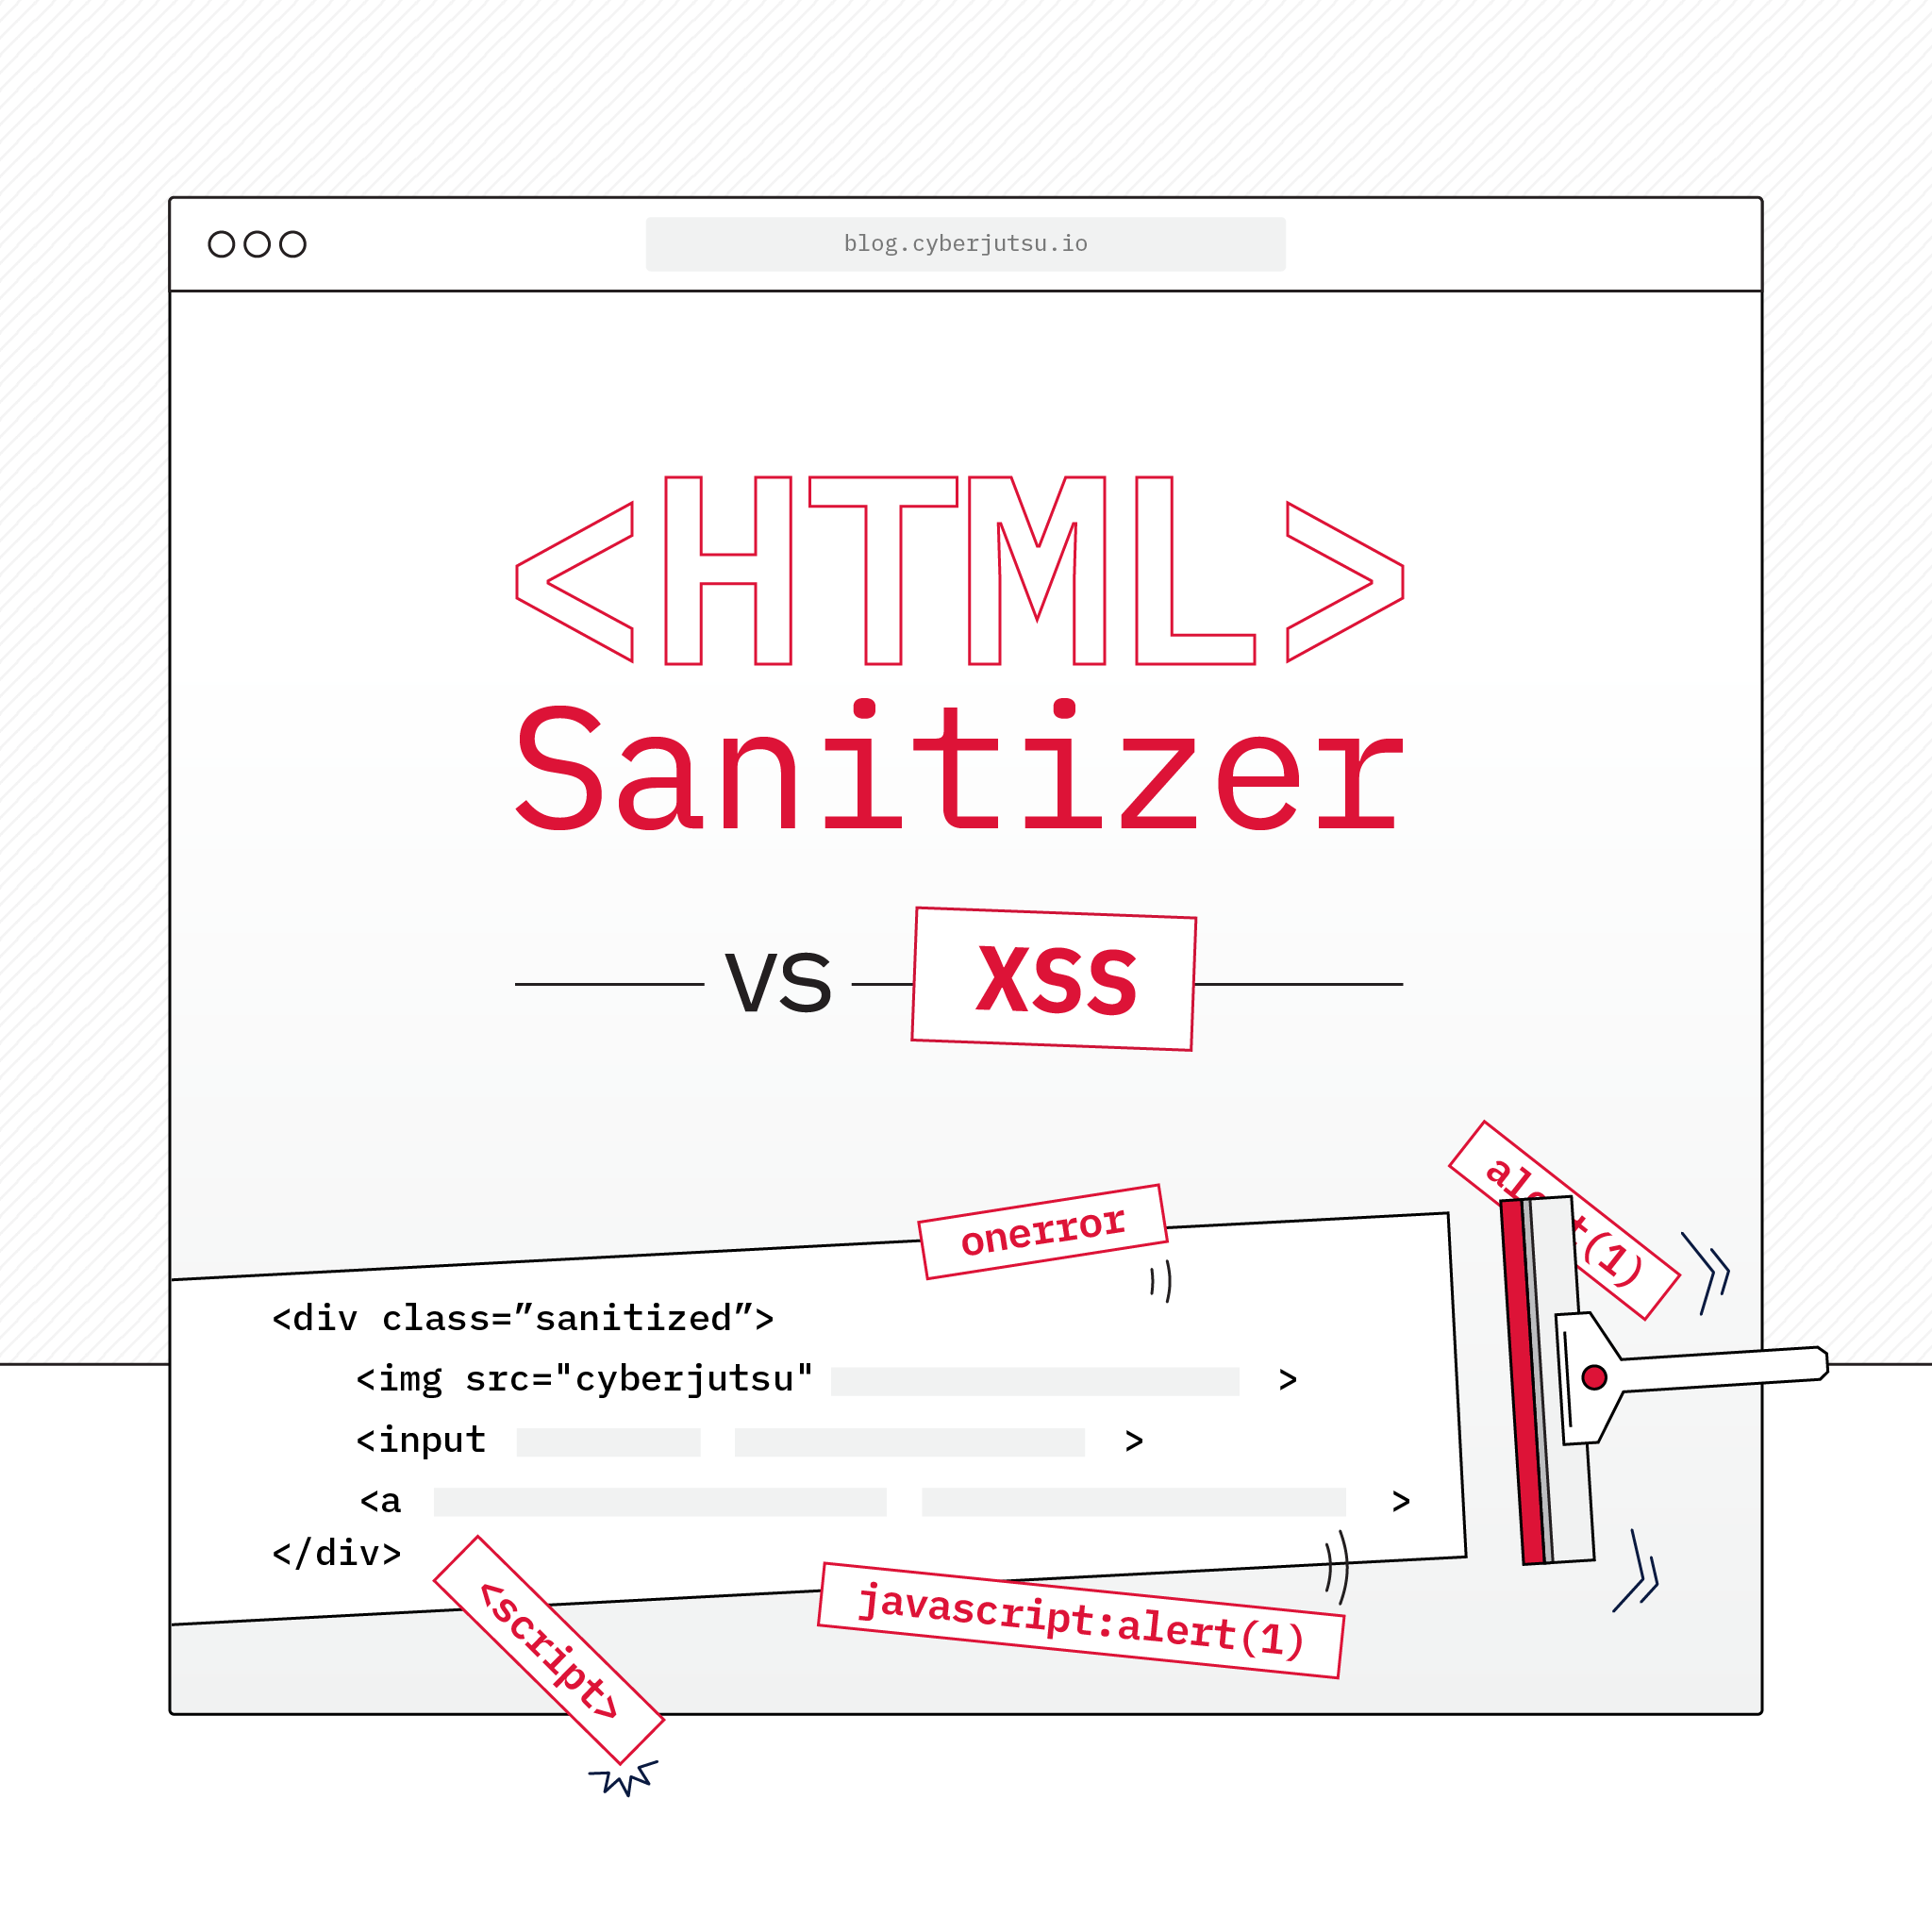 blog.cyberjutsu.io
<HTML>
Sanitizer
VS XSS
onerror
<div class=”sanitized”>
<img src="cyberjutsu" >
<input >
<a >
</div>
<script>
javascript:alert(1)